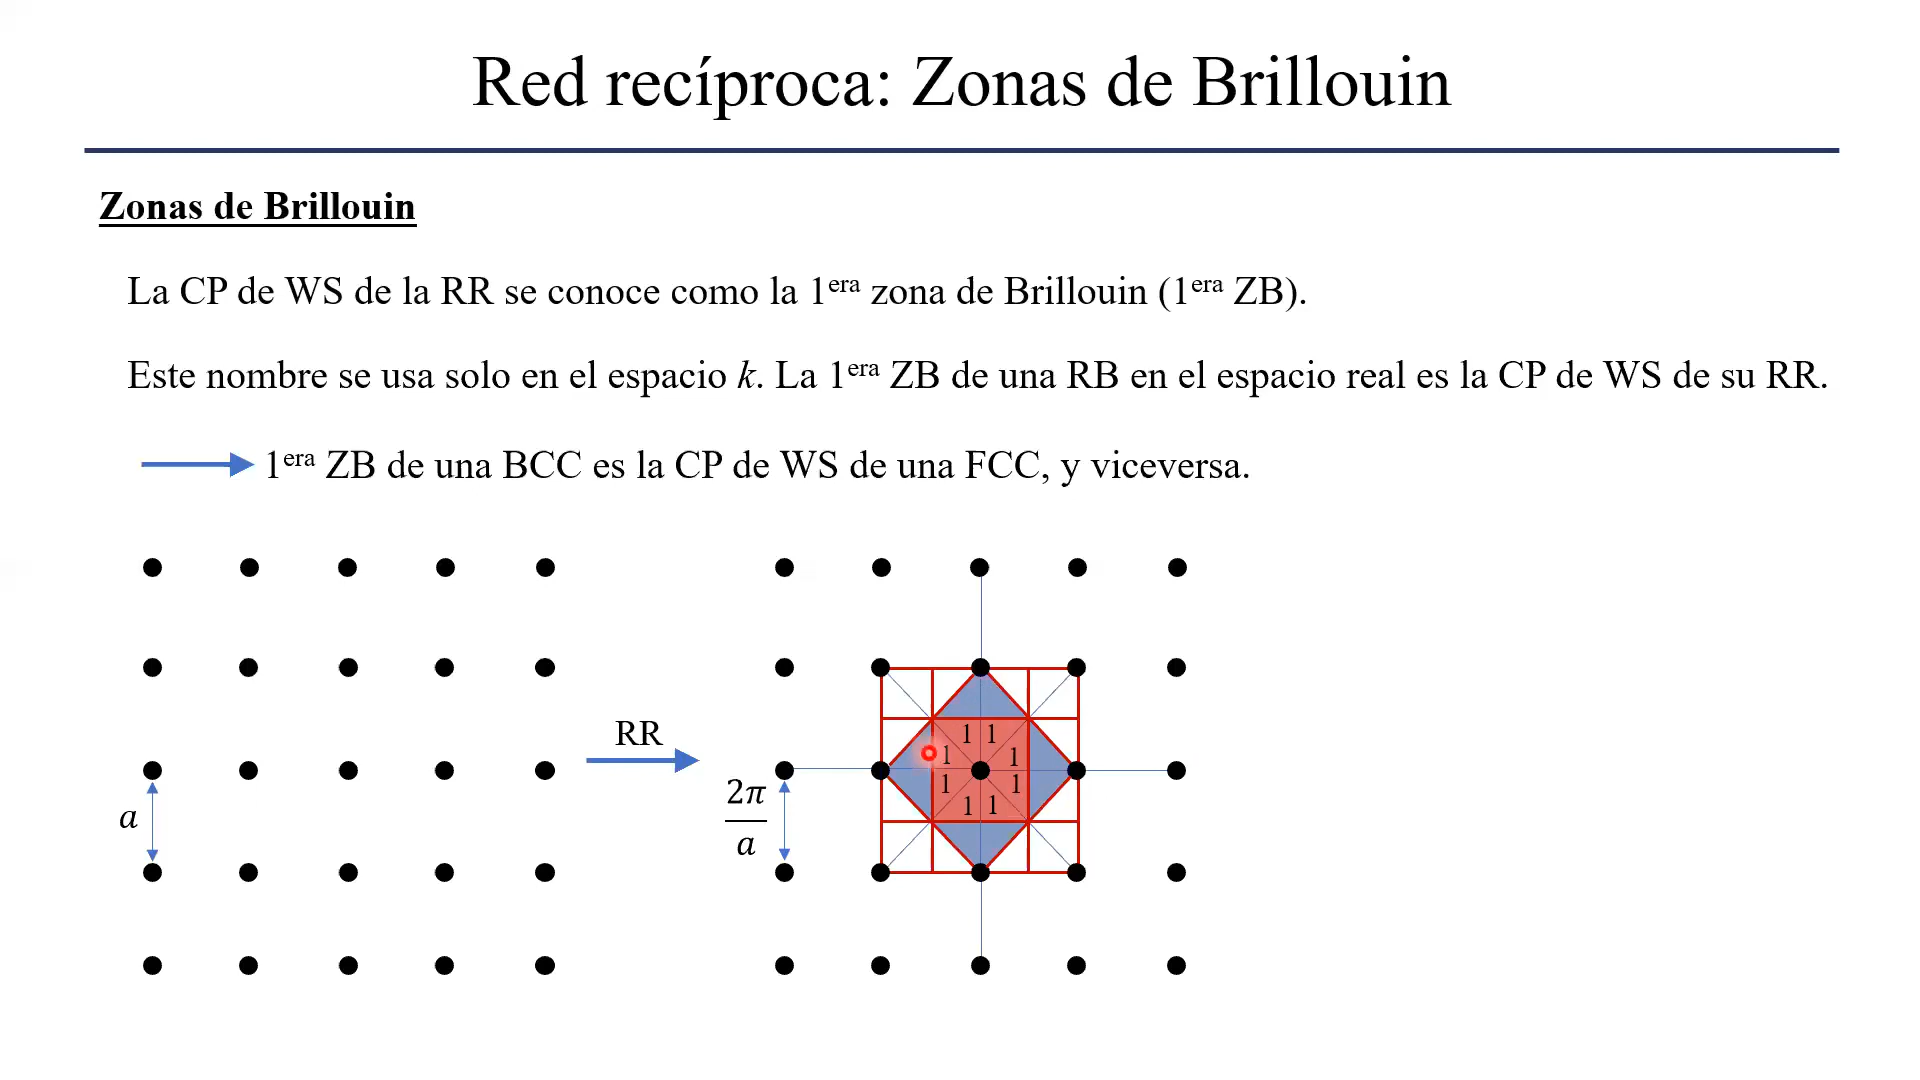 Red recíproca: Zonas de Brillouin
Zonas de Brillouin
La CP de WS de la RR se conoce como la 1ᵉʳᵃ zona de Brillouin (1ᵉʳᵃ ZB).
Este nombre se usa solo en el espacio k. La 1ᵉʳᵃ ZB de una RB en el espacio real es la CP de WS de su RR.
1ᵉʳᵃ ZB de una BCC es la CP de WS de una FCC, y viceversa.
RR
a
2π
a
1 1
1 1
1 1
1 1